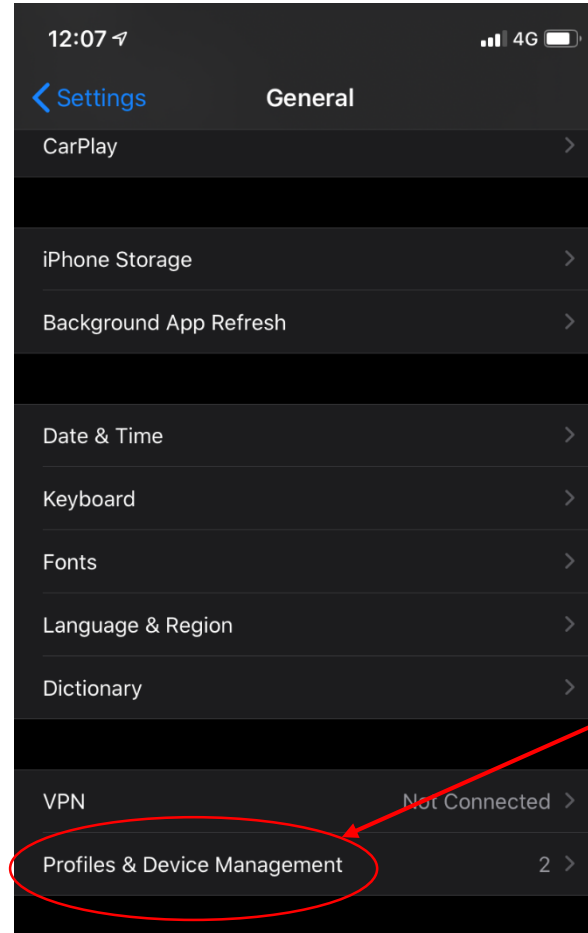 12:07 4G
Settings General
CarPlay
iPhone Storage
Background App Refresh
Date & Time
Keyboard
Fonts
Language & Region
Dictionary
VPN Not Connected
Profiles & Device Management 2